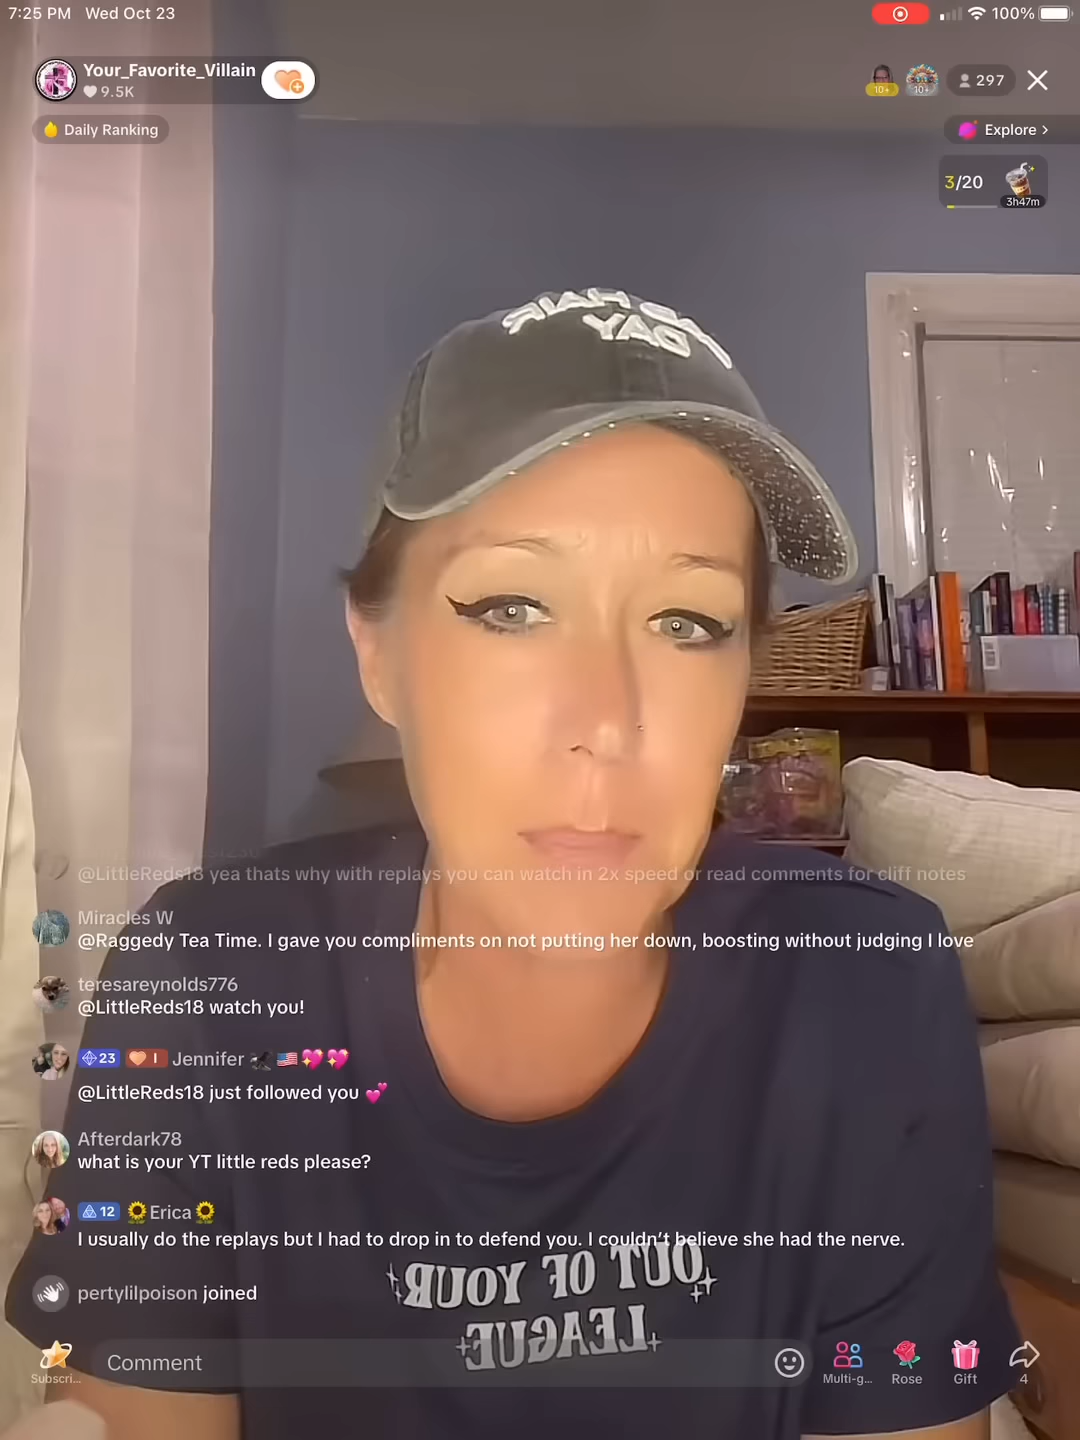 7:25 PM Wed Oct 23
100%
Your_Favorite_Villain
9.5K
10+
10+
297
Daily Ranking
Explore >
3/20
3h47m
HAIR
DAY
@LittleReds18 yea thats why with replays you can watch in 2x speed or read comments for cliff notes
Miracles W
@Raggedy Tea Time. I gave you compliments on not putting her down, boosting without judging I love
teresareynolds776
@LittleReds18 watch you!
23 I Jennifer
@LittleReds18 just followed you
Afterdark78
what is your YT little reds please?
12 Erica
I usually do the replays but I had to drop in to defend you. I couldn't believe she had the nerve.
OUT OF YOUR
LEAGUE
pertylilpoison joined
Comment
Subscri...
Multi-g...
Rose
Gift
4